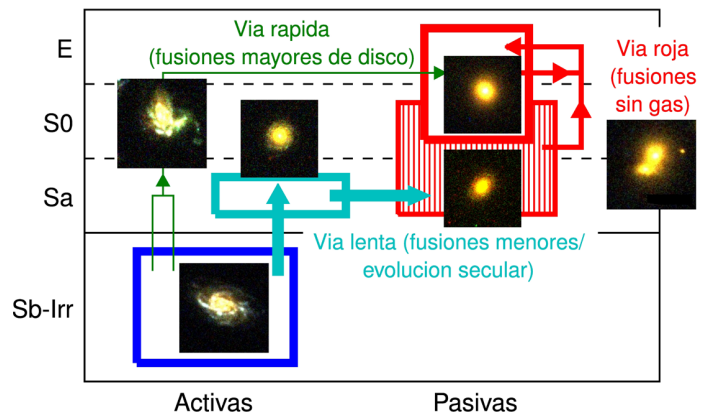 E
Via rapida
(fusiones mayores de disco)
Via roja
(fusiones
sin gas)
S0
Sa
Via lenta (fusiones menores/
evolucion secular)
Sb-Irr
Activas
Pasivas